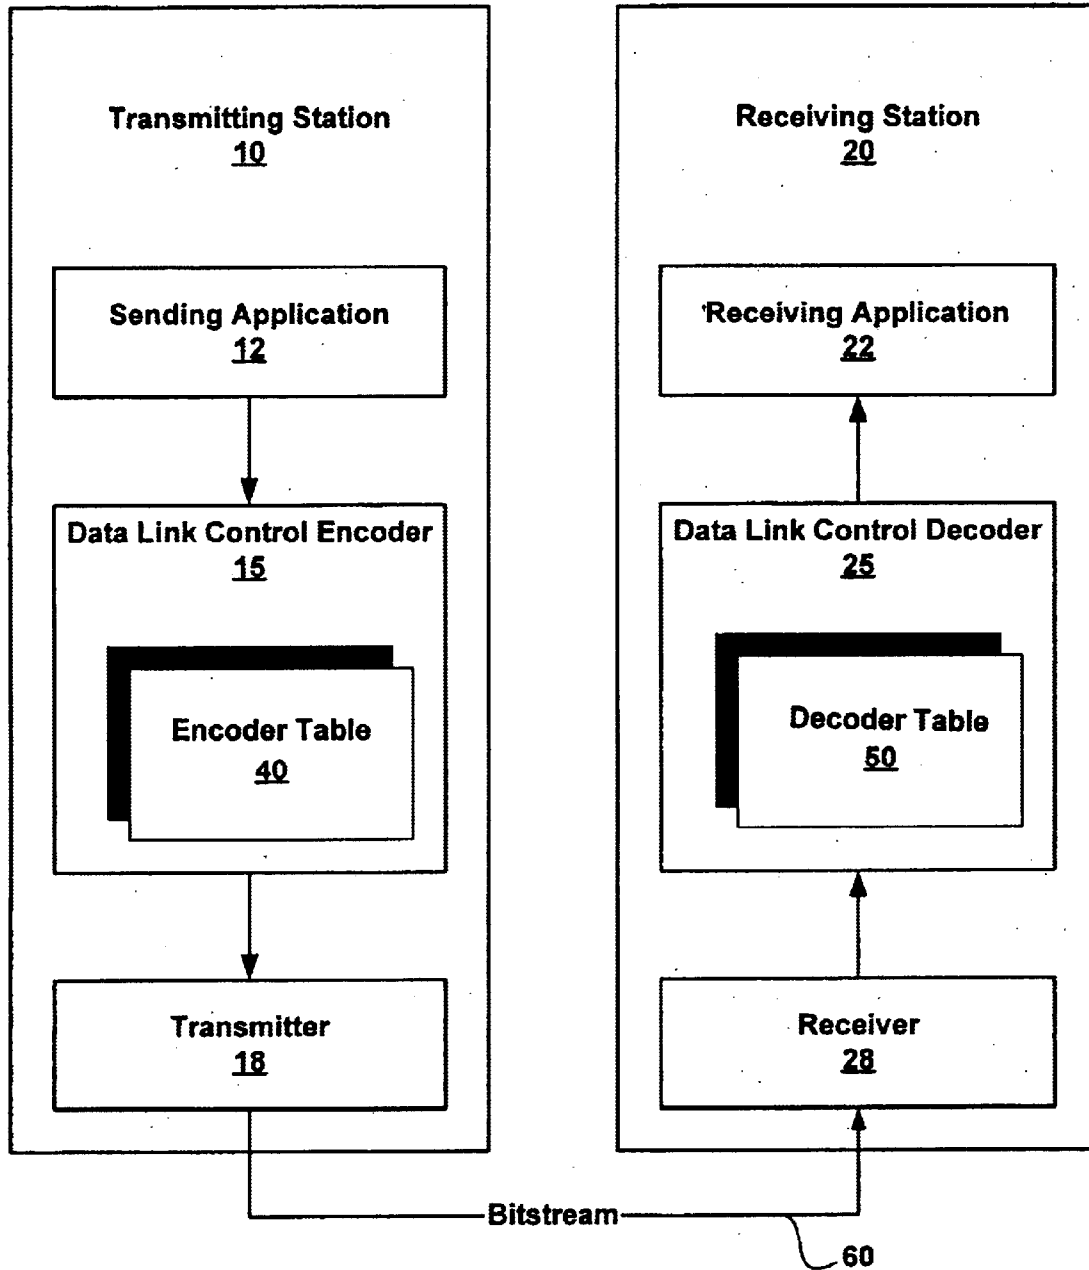 Transmitting Station
10
Sending Application
12
Data Link Control Encoder
15
Encoder Table
40
Transmitter
18
Receiving Station
20
Receiving Application
22
Data Link Control Decoder
25
Decoder Table
50
Receiver
28
Bitstream
60